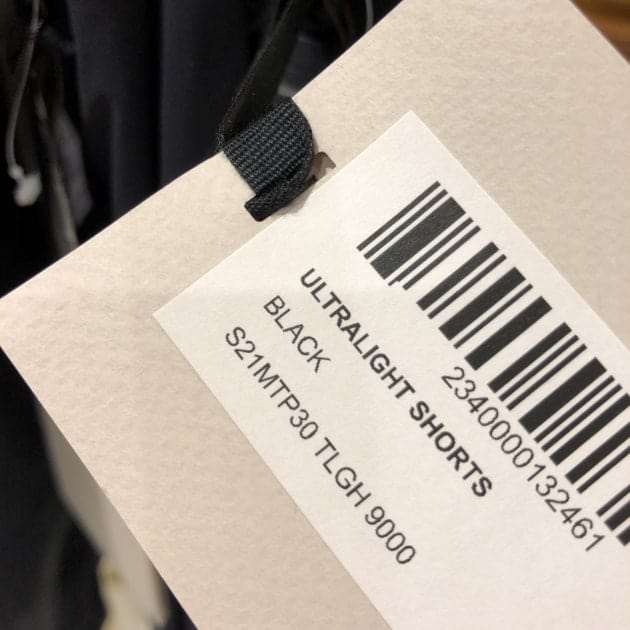 2340000132461
ULTRALIGHT SHORTS
BLACK
S21MTP30 TLGH 9000